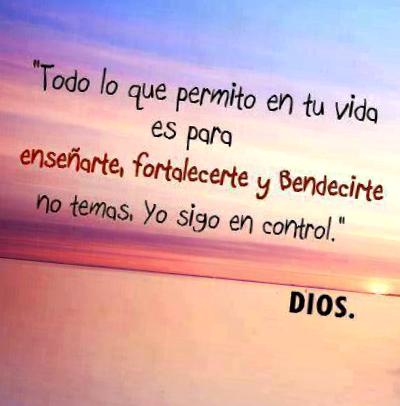 "Todo lo que permito en tu vida
es para
enseñarte, fortalecerte y Bendecirte
no temas, Yo sigo en control."
DIOS.